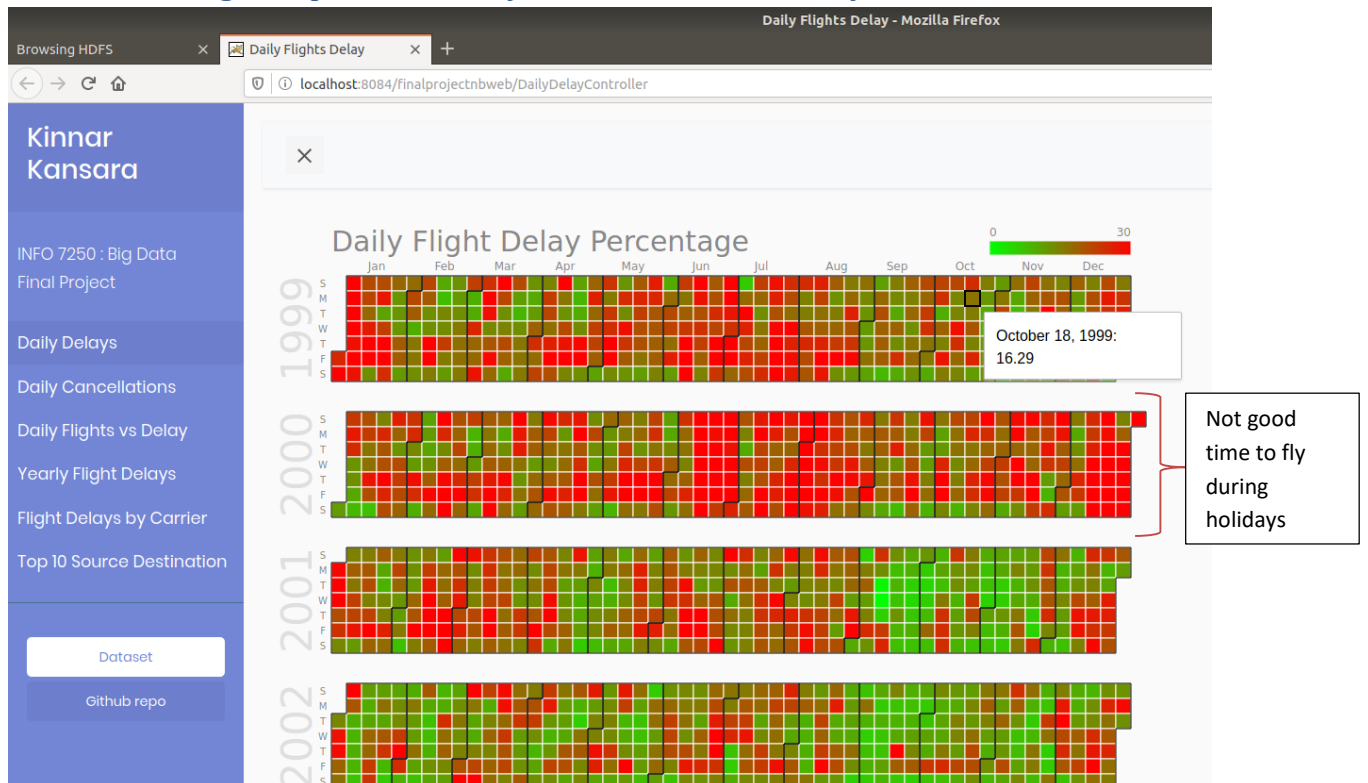 Daily Flights Delay - Mozilla Firefox
Browsing HDFS
Daily Flights Delay
localhost:8084/finalprojectnbweb/DailyDelayController
Kinnar
Kansara
INFO 7250 : Big Data
Final Project
Daily Delays
Daily Cancellations
Daily Flights vs Delay
Yearly Flight Delays
Flight Delays by Carrier
Top 10 Source Destination
Dataset
Github repo
Daily Flight Delay Percentage
0 30
Jan Feb Mar Apr May Jun Jul Aug Sep Oct Nov Dec
1999
S
M
T
W
T
F
S
October 18, 1999:
16.29
2000
S
M
T
W
T
F
S
Not good
time to fly
during
holidays
2001
S
M
T
W
T
F
S
2002
S
M
T
W
T
F
S